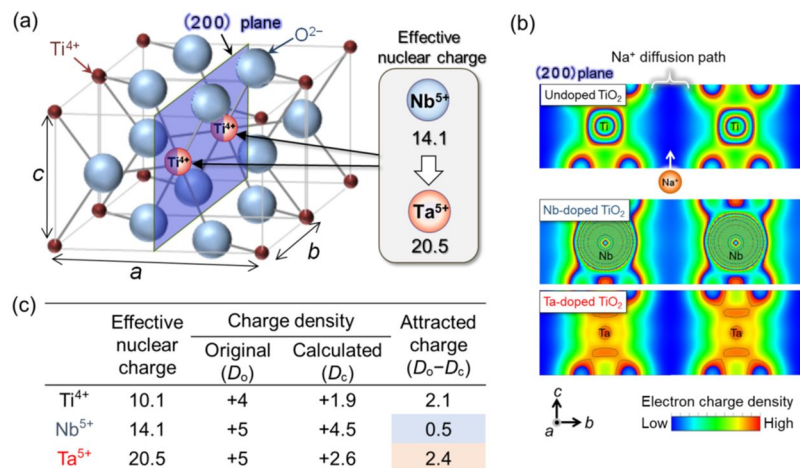 (a)
(200) plane
Ti4+
O2−
Ti4+
Ti4+
c
a
b
Effective
nuclear charge
Nb5+
14.1
Ta5+
20.5
(b)
Na+ diffusion path
(200)plane
Undoped TiO2
Ti
Ti
Na+
Nb-doped TiO2
Nb
Nb
Ta-doped TiO2
Ta
Ta
c
a
b
Electron charge density
Low
High
(c)
Effective nuclear charge
Charge density
Attracted charge (Do−Dc)
Original (Do)
Calculated (Dc)
Ti4+ 10.1 +4 +1.9 2.1
Nb5+ 14.1 +5 +4.5 0.5
Ta5+ 20.5 +5 +2.6 2.4